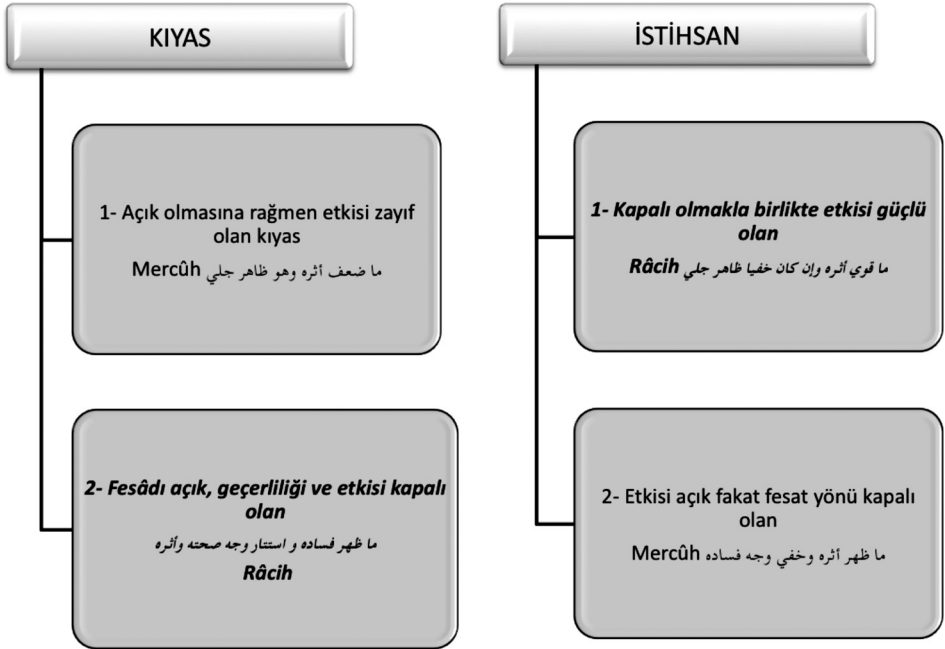 KIYAS
1- Açık olmasına rağmen etkisi zayıf
olan kıyas
ما ضعف أثره وهو ظاهر جلي Mercûh
2- Fesâdı açık, geçerliliği ve etkisi kapalı
olan
ما ظهر فساده و استتار وجه صحته وأثره
Râcih
İSTİHSAN
1- Kapalı olmakla birlikte etkisi güçlü
olan
ما قوي أثره وإن كان خفيا ظاهر جلي Râcih
2- Etkisi açık fakat fesat yönü kapalı
olan
ما ظهر أثره وخفي وجه فساده Mercûh